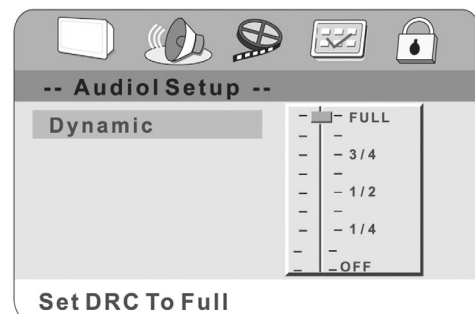 -- Audiol Setup --
Dynamic
FULL
3/4
1/2
1/4
OFF
Set DRC To Full